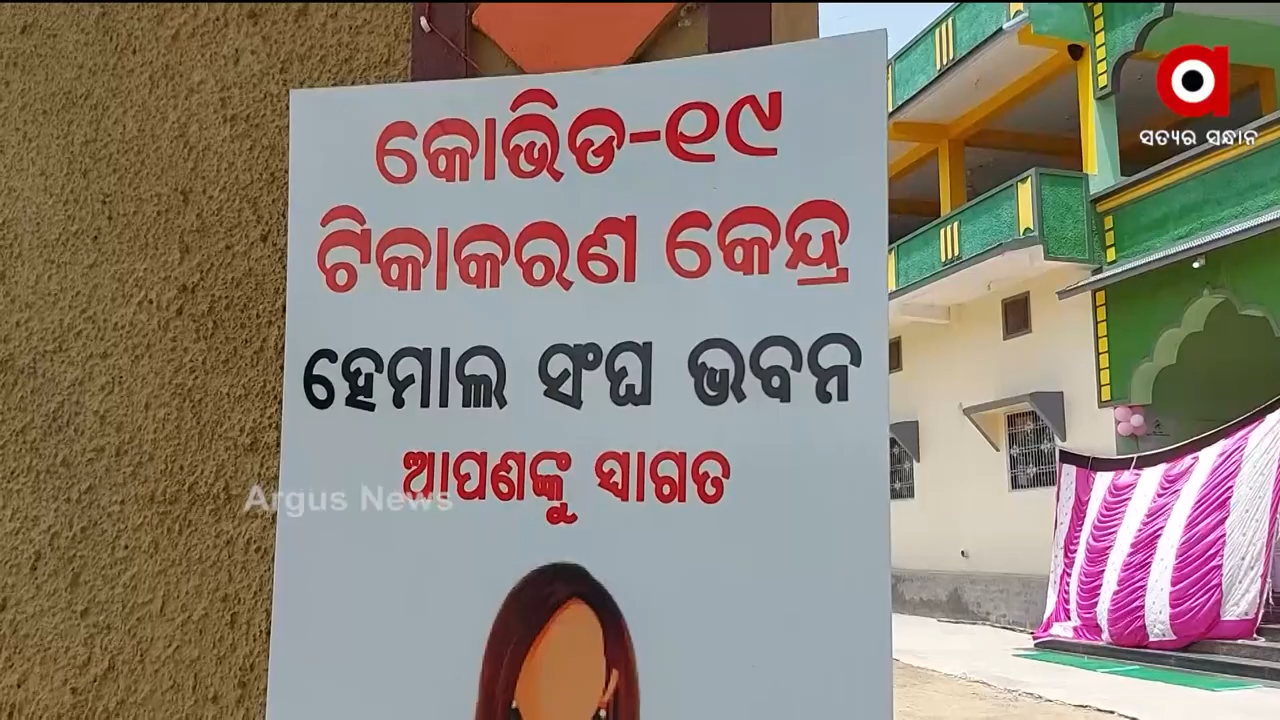 କୋଭିଡ-୧୯
ଟିକାକରଣ କେନ୍ଦ୍ର
ହେମାଲ ସଂଘ ଭବନ
ଆପଣଙ୍କୁ ସ୍ୱାଗତ
Argus News
ସତ୍ୟର ସନ୍ଧାନ